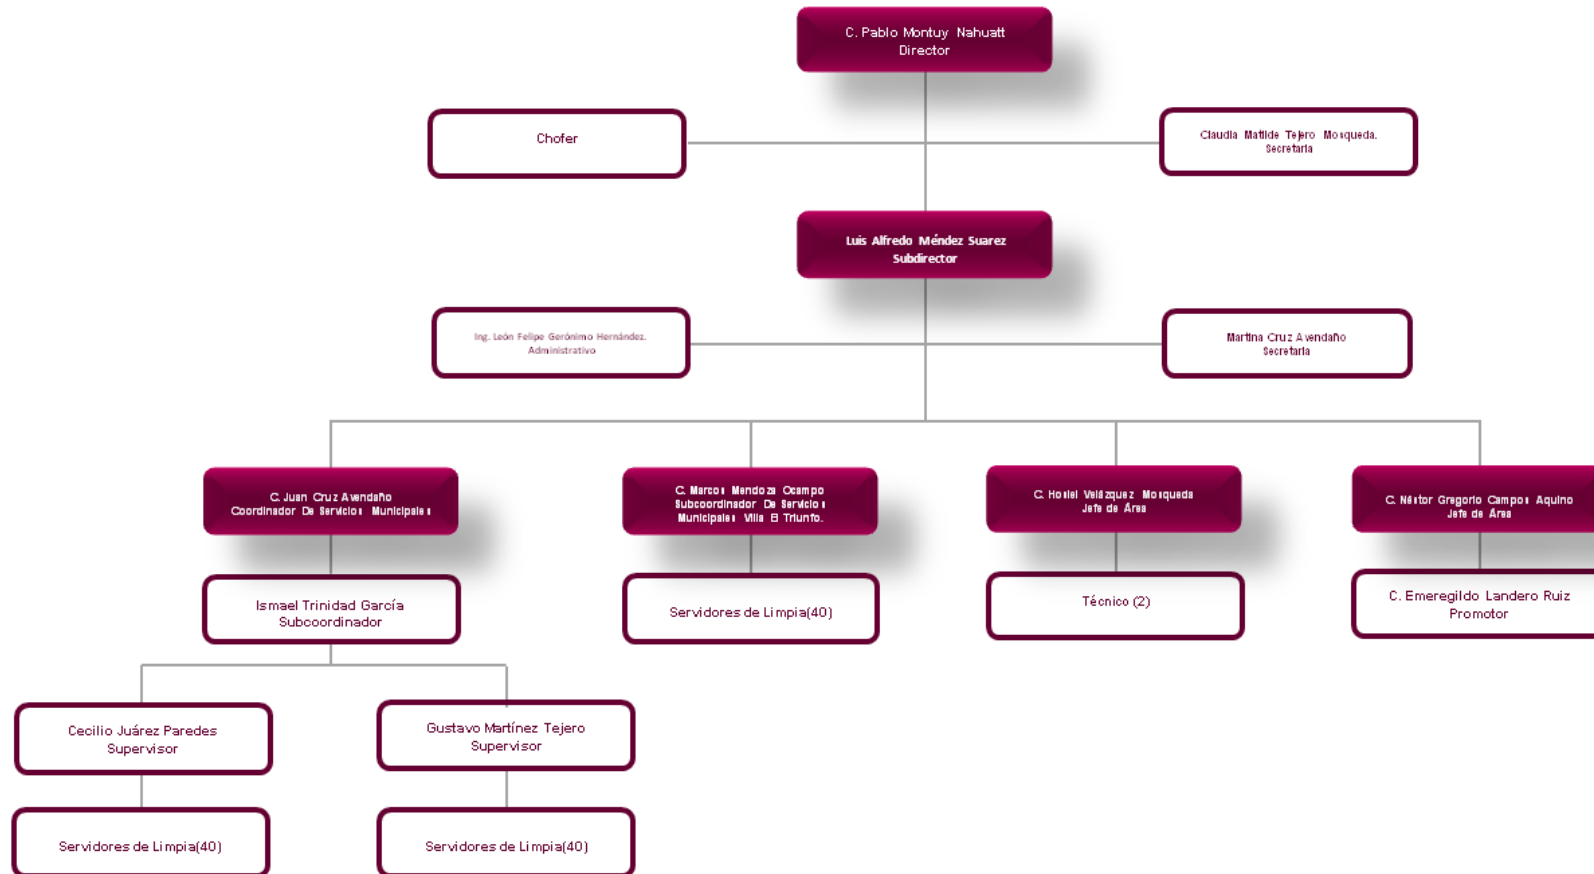 C. Pablo Montuy Nahuatt
Director
Chofer
Claudia Matilde Tejero Mosqueda.
Secretaria
Luis Alfredo Méndez Suarez
Subdirector
Ing. León Felipe Gerónimo Hernández.
Administrativo
Martina Cruz Avendaño
Secretaria
C. Juan Cruz Avendaño
Coordinador De Servicios Municipales
C. Marcos Mendoza Ocampo
Subcoordinador De Servicios
Municipales Villa El Triunfo.
C. Hosiel Velázquez Mosqueda
Jefe de Área
C. Néstor Gregorio Campos Aquino
Jefe de Área
Ismael Trinidad García
Subcoordinador
Servidores de Limpia(40)
Técnico (2)
C. Emeregildo Landero Ruiz
Promotor
Cecilio Juárez Paredes
Supervisor
Gustavo Martínez Tejero
Supervisor
Servidores de Limpia(40)
Servidores de Limpia(40)